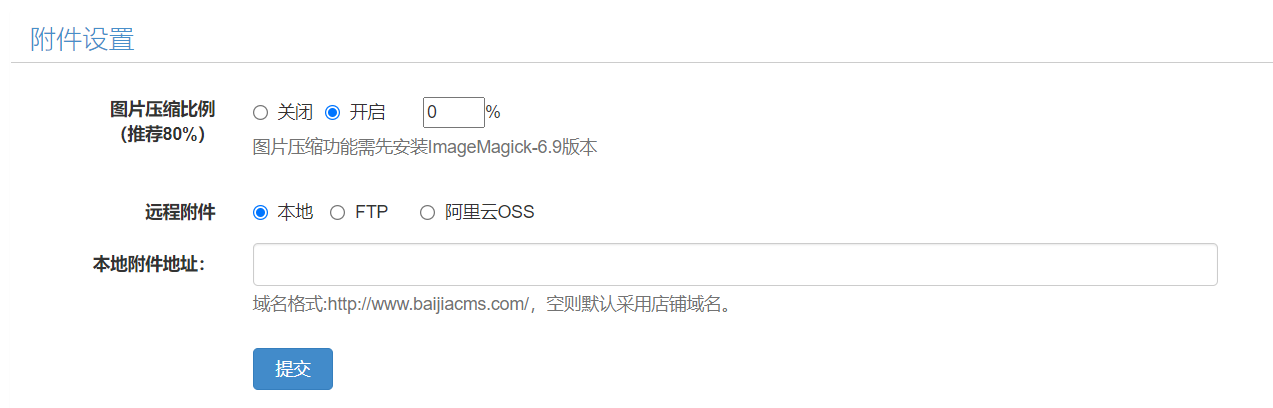 附件设置
图片压缩比例 关闭 开启 0%
（推荐80%）
图片压缩功能需先安装ImageMagick-6.9版本
远程附件 本地 FTP 阿里云OSS
本地附件地址：
域名格式:http://www.baijiacms.com/，空则默认采用店铺域名。
提交